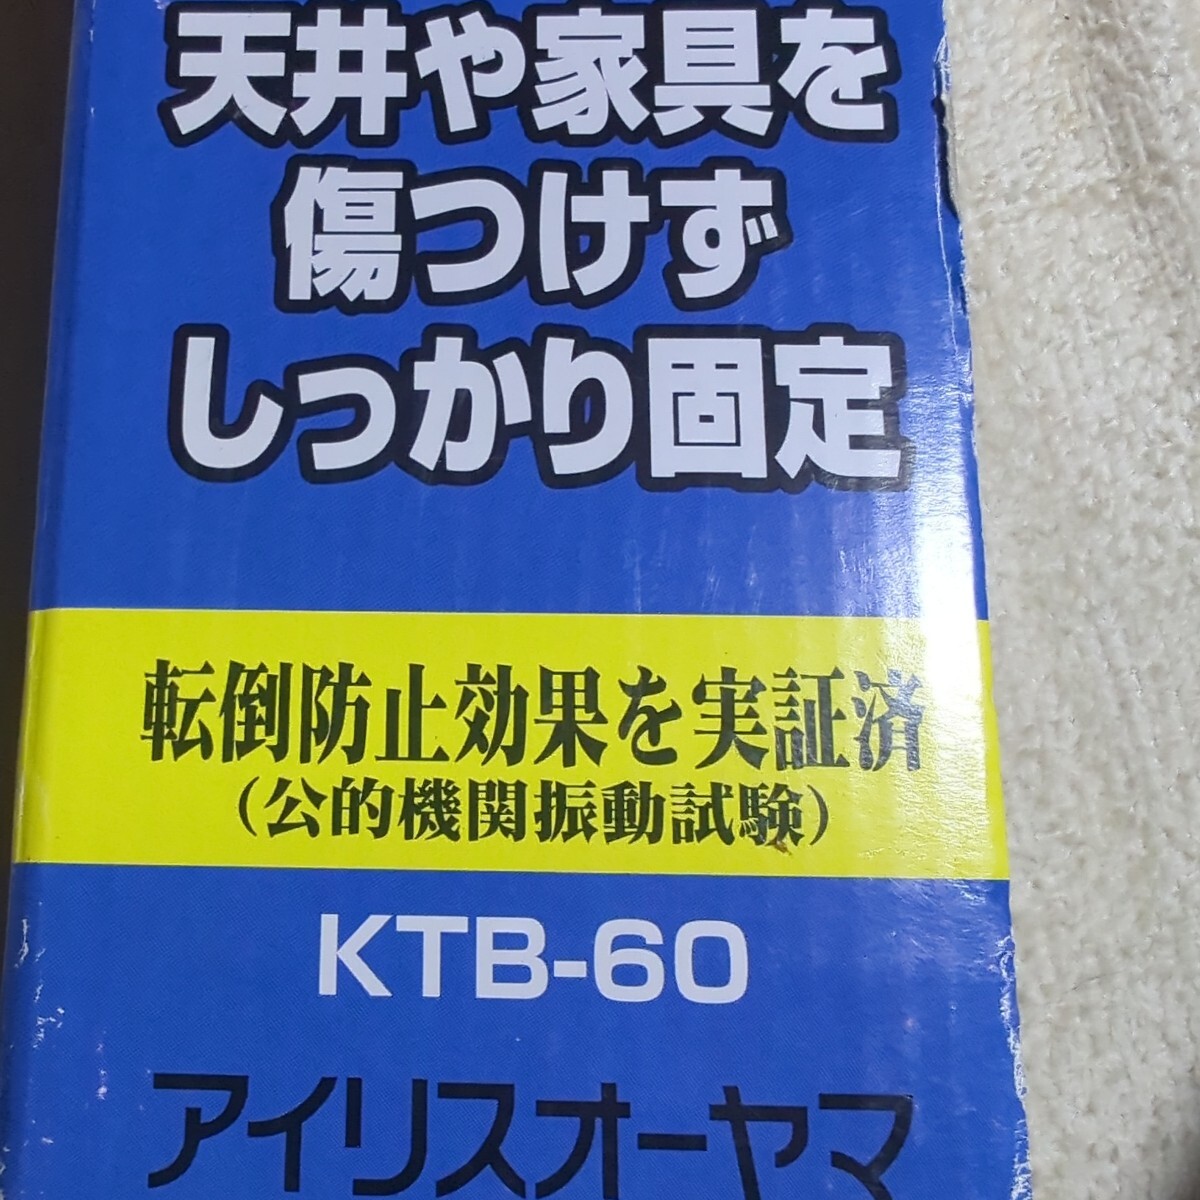 天井や家具を
傷つけず
しっかり固定
転倒防止効果を実証済
（公的機関振動試験）
KTB-60
アイリスオーヤマ